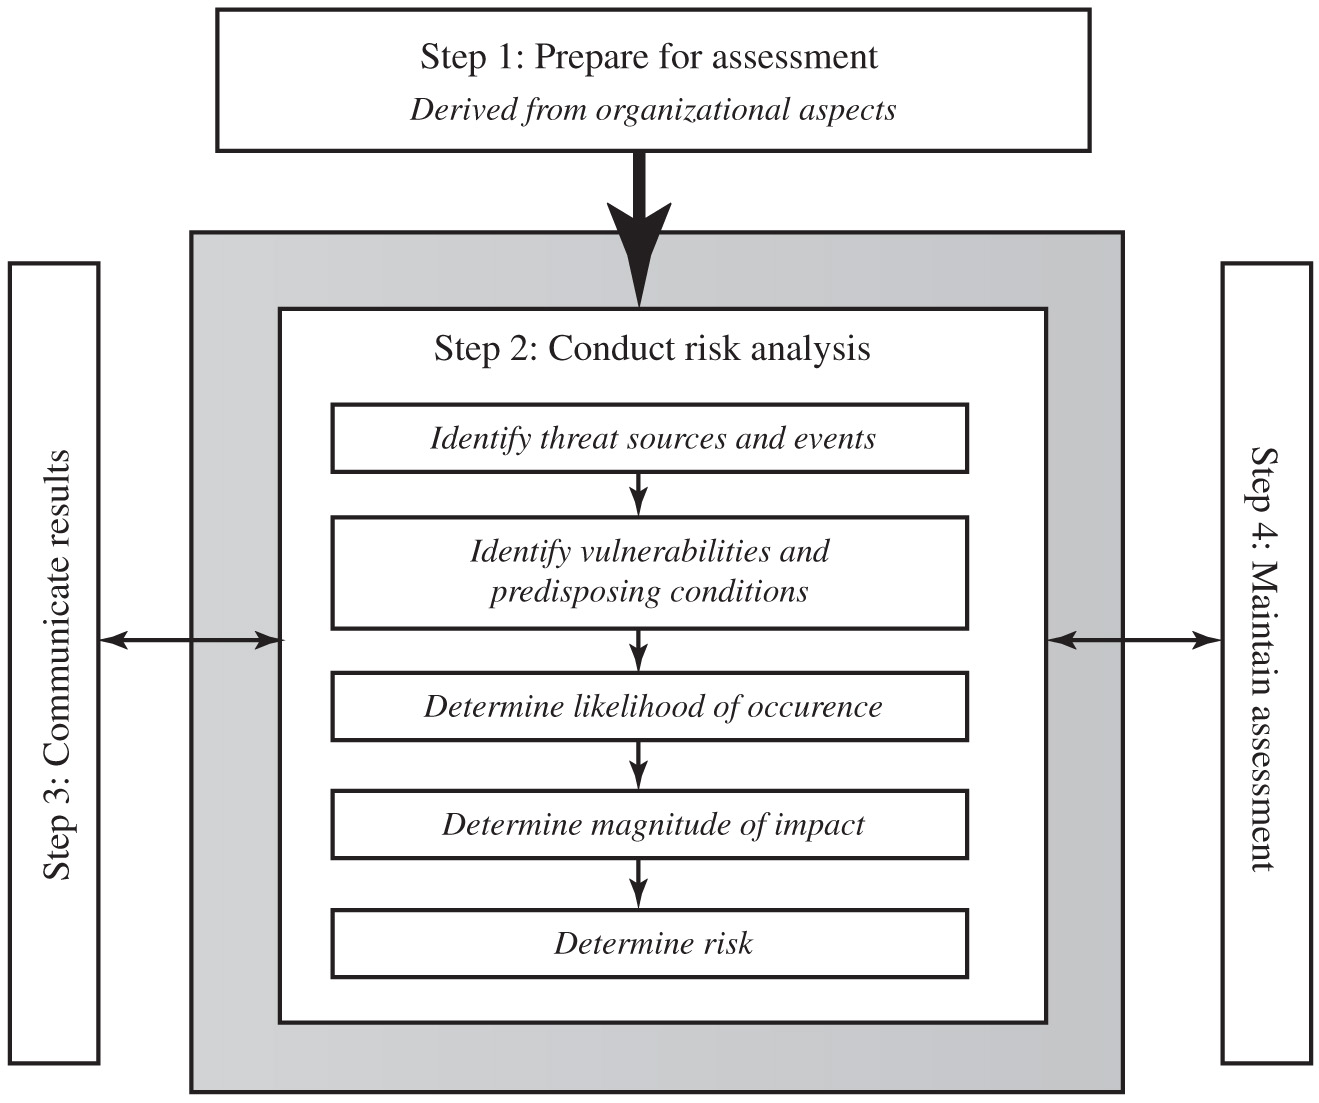 Step 1: Prepare for assessment
Derived from organizational aspects
Step 2: Conduct risk analysis
Identify threat sources and events
Identify vulnerabilities and
predisposing conditions
Determine likelihood of occurence
Determine magnitude of impact
Determine risk
Step 3: Communicate results
Step 4: Maintain assessment